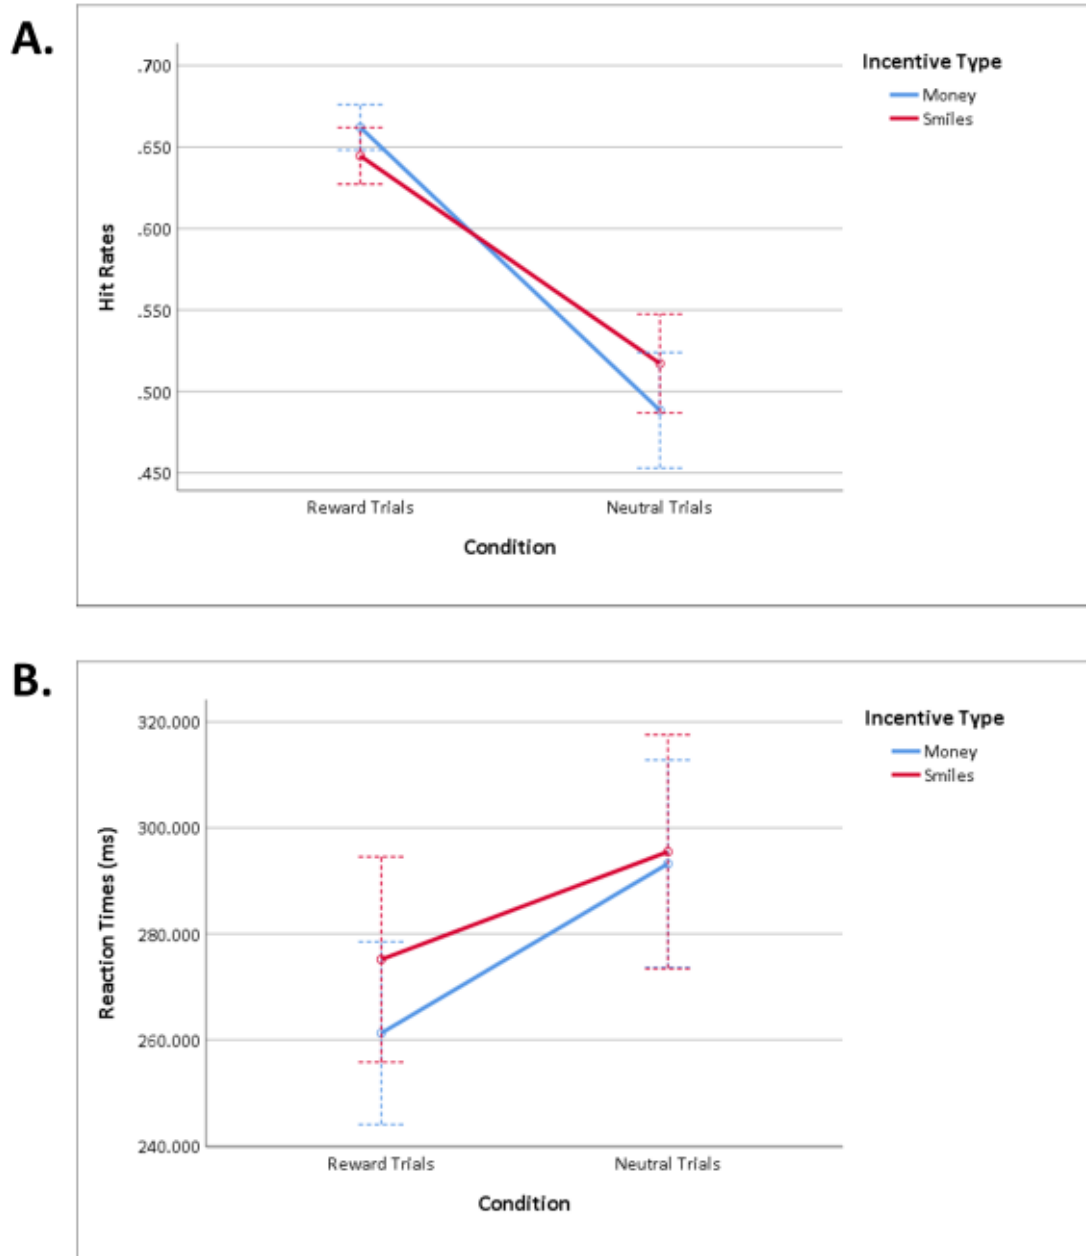 A.
Incentive Type
Money
Smiles
.700
.650
.600
.550
.500
.450
Hit Rates
Reward Trials
Neutral Trials
Condition
B.
Incentive Type
Money
Smiles
320.000
300.000
280.000
260.000
240.000
Reaction Times (ms)
Reward Trials
Neutral Trials
Condition